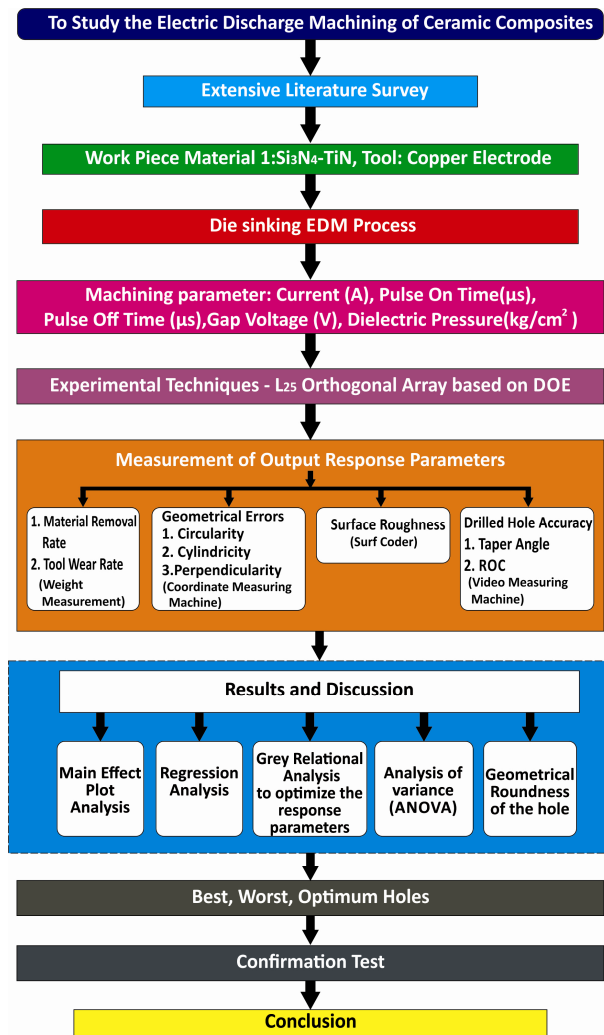 To Study the Electric Discharge Machining of Ceramic Composites
Extensive Literature Survey
Work Piece Material 1:Si₃N₄-TiN, Tool: Copper Electrode
Die sinking EDM Process
Machining parameter: Current (A), Pulse On Time(µs),
Pulse Off Time (µs),Gap Voltage (V), Dielectric Pressure(kg/cm²)
Experimental Techniques - L₂₅ Orthogonal Array based on DOE
Measurement of Output Response Parameters
1. Material Removal
Rate
2. Tool Wear Rate
(Weight
Measurement)
Geometrical Errors
1. Circularity
2. Cylindricity
3.Perpendicularity
(Coordinate Measuring
Machine)
Surface Roughness
(Surf Coder)
Drilled Hole Accuracy
1. Taper Angle
2. ROC
(Video Measuring
Machine)
Results and Discussion
Main Effect
Plot
Analysis
Regression
Analysis
Grey Relational
Analysis
to optimize the
response
parameters
Analysis of
variance
(ANOVA)
Geometrical
Roundness
of the hole
Best, Worst, Optimum Holes
Confirmation Test
Conclusion